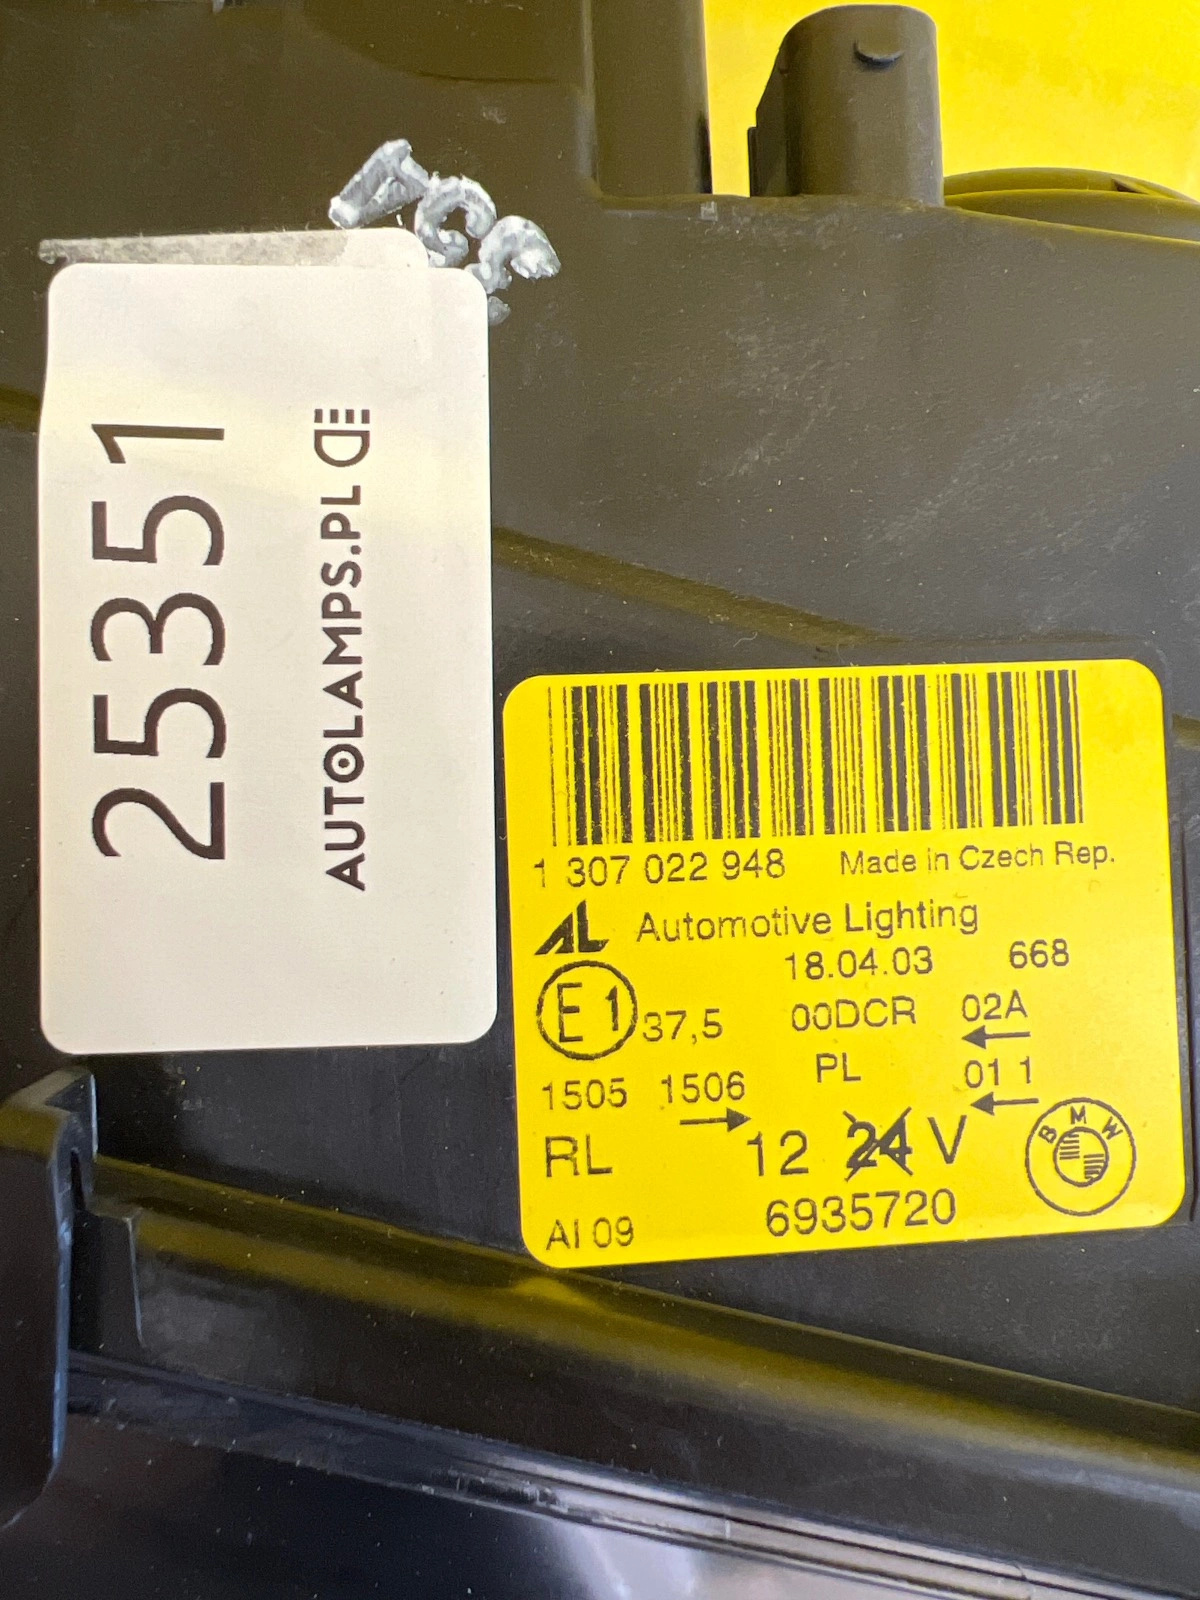 25351
AUTOLAMPS.PL
1 307 022 948 Made in Czech Rep.
AL Automotive Lighting
18.04.03 668
E1 37,5 00DCR 02A
1505 1506 PL 01 1
RL 12 24 V
BMW
AI 09 6935720